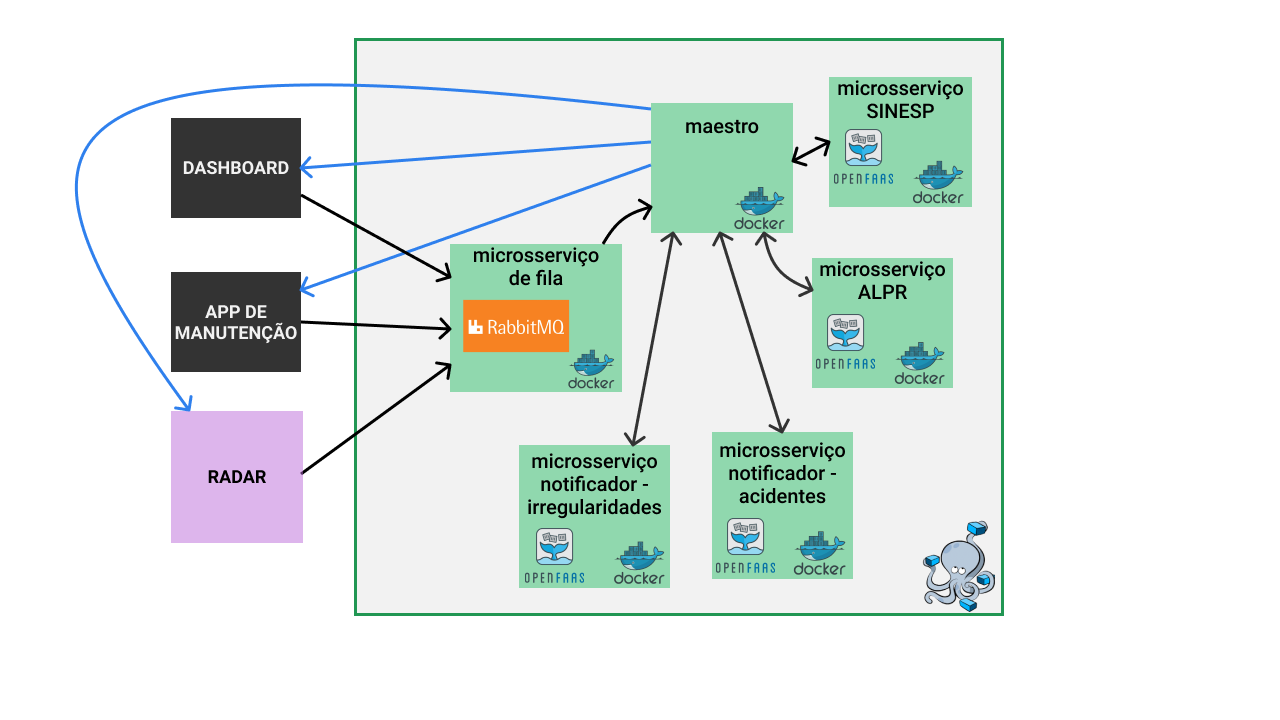 DASHBOARD
APP DE
MANUTENÇÃO
RADAR
maestro
docker
microsserviço
SINESP
OPENFAAS
docker
microsserviço
de fila
RabbitMQ
docker
microsserviço
ALPR
OPENFAAS
docker
microsserviço
notificador -
irregularidades
OPENFAAS
docker
microsserviço
notificador -
acidentes
OPENFAAS
docker